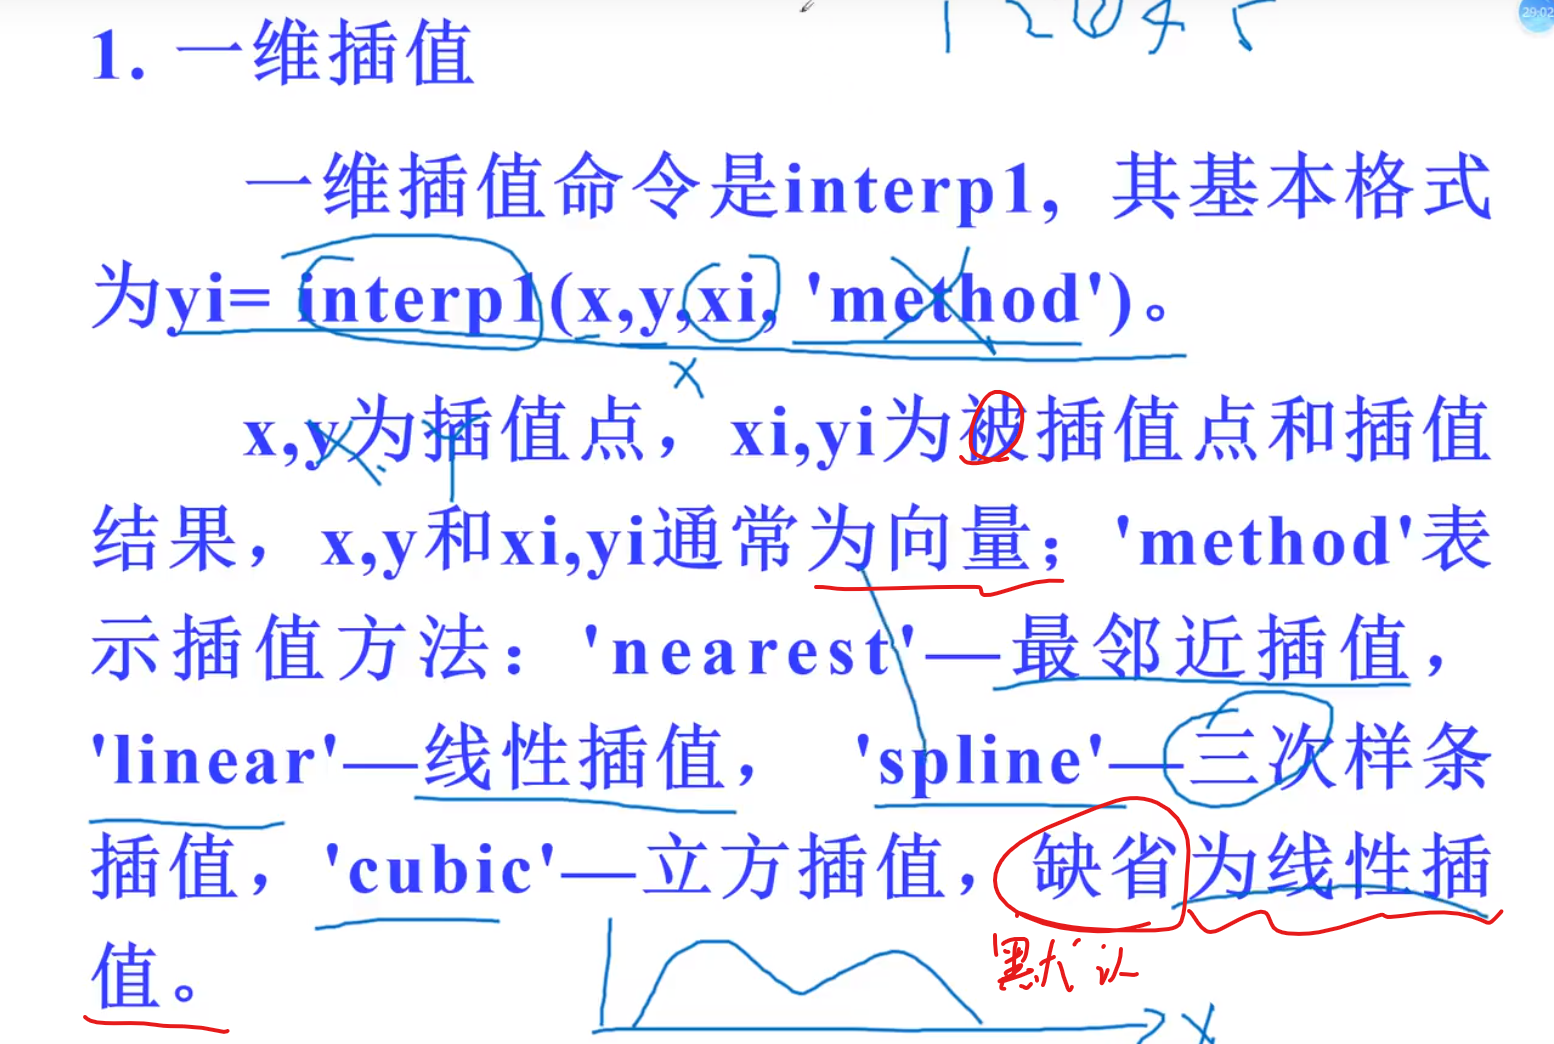 29:02
1 2 0 4 5
1. 一维插值
一维插值命令是interp1, 其基本格式
为yi= interp1(x,y,xi, 'method')。
x
x,y为插值点，xi,yi为被插值点和插值
结果，x,y和xi,yi通常为向量；'method'表
示插值方法：'nearest'—最邻近插值，
'linear'—线性插值， 'spline'—三次样条
插值，'cubic'—立方插值，缺省为线性插
默认
值。
x